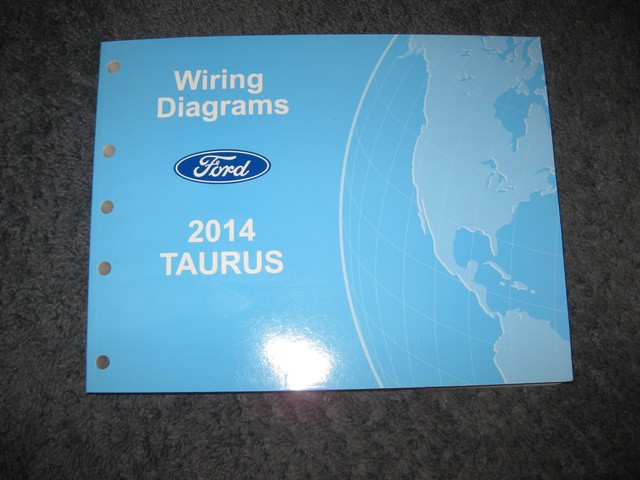 Wiring
Diagrams
Ford
2014
TAURUS